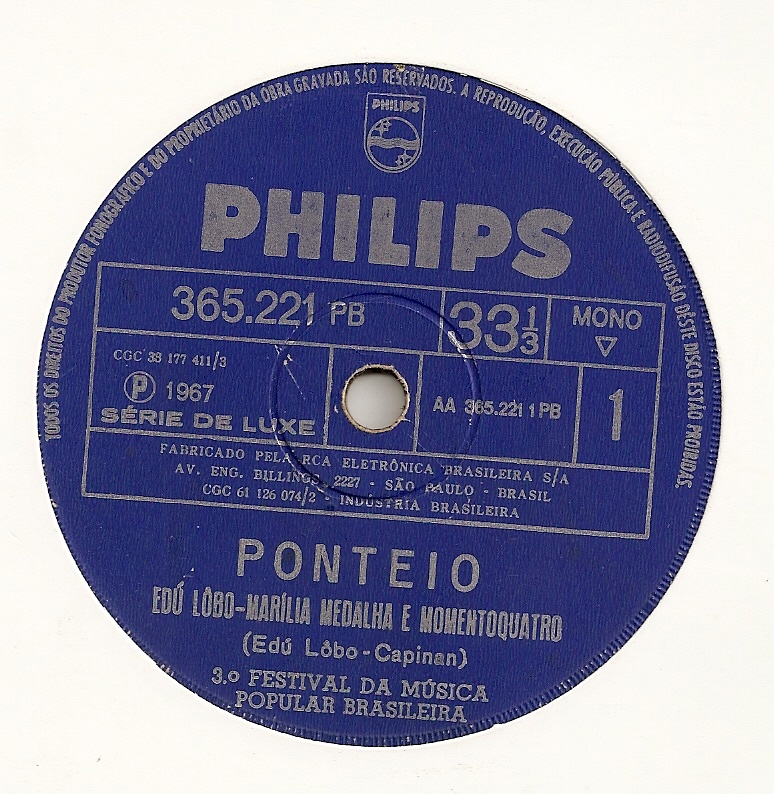 TODOS OS DIREITOS DO PRODUTOR FONOGRÁFICO E DO PROPRIETÁRIO DA OBRA GRAVADA SÃO RESERVADOS. A REPRODUÇÃO, EXECUÇÃO PÚBLICA E RADIODIFUSÃO DÊSTE DISCO ESTÃO PROIBIDAS.
PHILIPS
PHILIPS
365.221 PB
33 1/3
MONO
CGC 33 177 411/3
Ⓟ 1967
SÉRIE DE LUXE
AA 365.221 1 PB
1
FABRICADO PELA RCA ELETRÔNICA BRASILEIRA S/A
AV. ENG. BILLINGS 2227 - SÃO PAULO - BRASIL
CGC 61 126 074/2 - INDÚSTRIA BRASILEIRA
PONTEIO
EDÚ LÔBO-MARÍLIA MEDALHA E MOMENTOQUATRO
(Edú Lôbo-Capinan)
3.º FESTIVAL DA MÚSICA
POPULAR BRASILEIRA